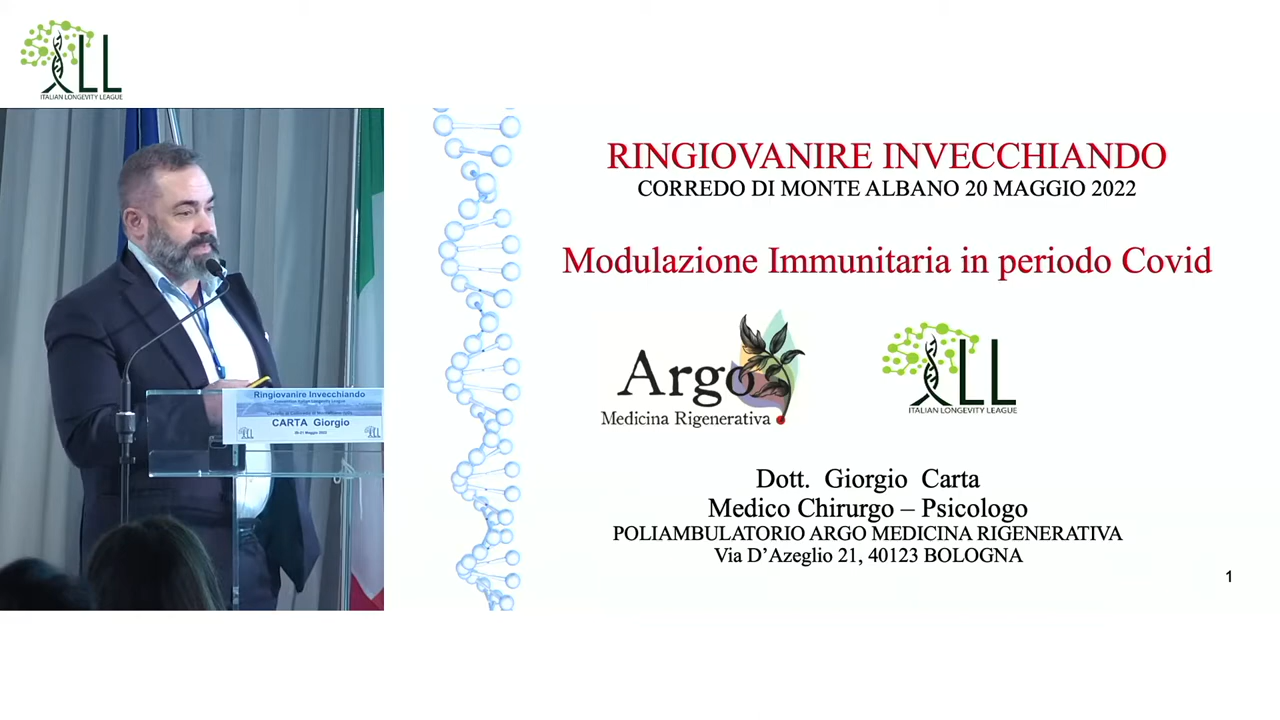 LL
ITALIAN LONGEVITY LEAGUE
RINGIOVANIRE INVECCHIANDO
CORREDO DI MONTE ALBANO 20 MAGGIO 2022
Modulazione Immunitaria in periodo Covid
Argo
Medicina Rigenerativa
LL
ITALIAN LONGEVITY LEAGUE
Ringiovanire Invecchiando
CARTA Giorgio
Dott. Giorgio Carta
Medico Chirurgo – Psicologo
POLIAMBULATORIO ARGO MEDICINA RIGENERATIVA
Via D'Azeglio 21, 40123 BOLOGNA
1